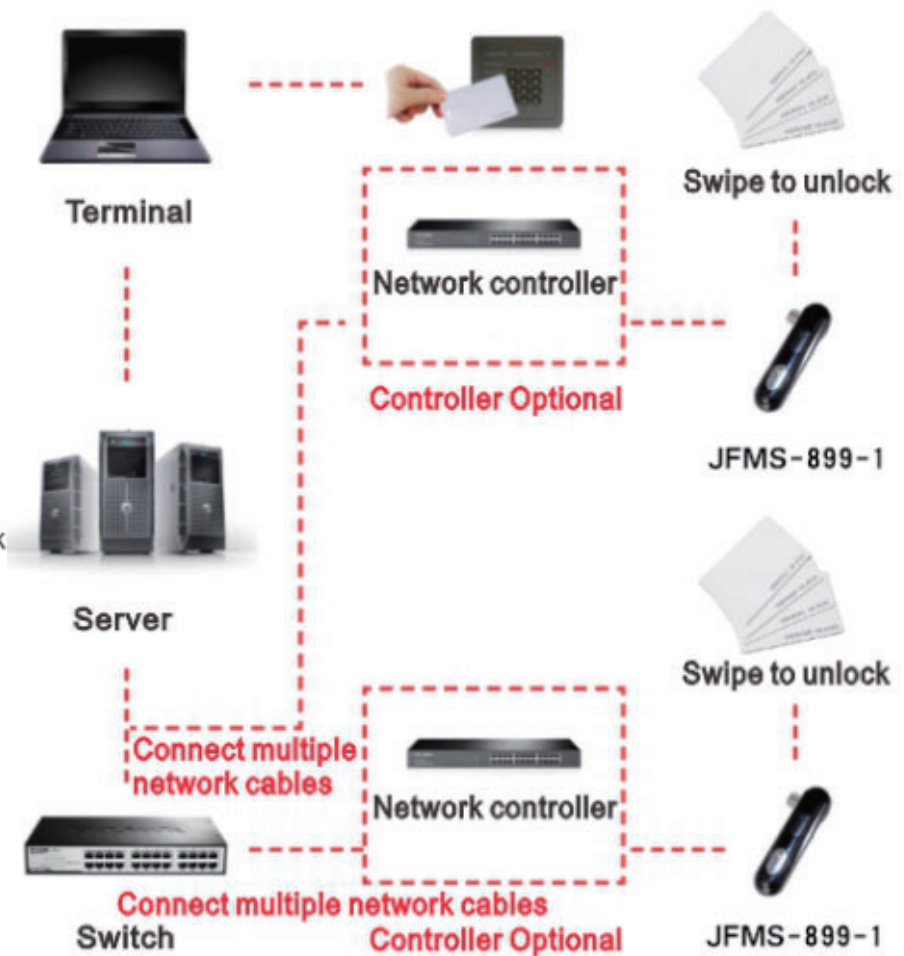 Terminal
Swipe to unlock
Network controller
Controller Optional
JFMS-899-1
Server
Swipe to unlock
Connect multiple
network cables
Network controller
Connect multiple network cables
Switch
Controller Optional
JFMS-899-1